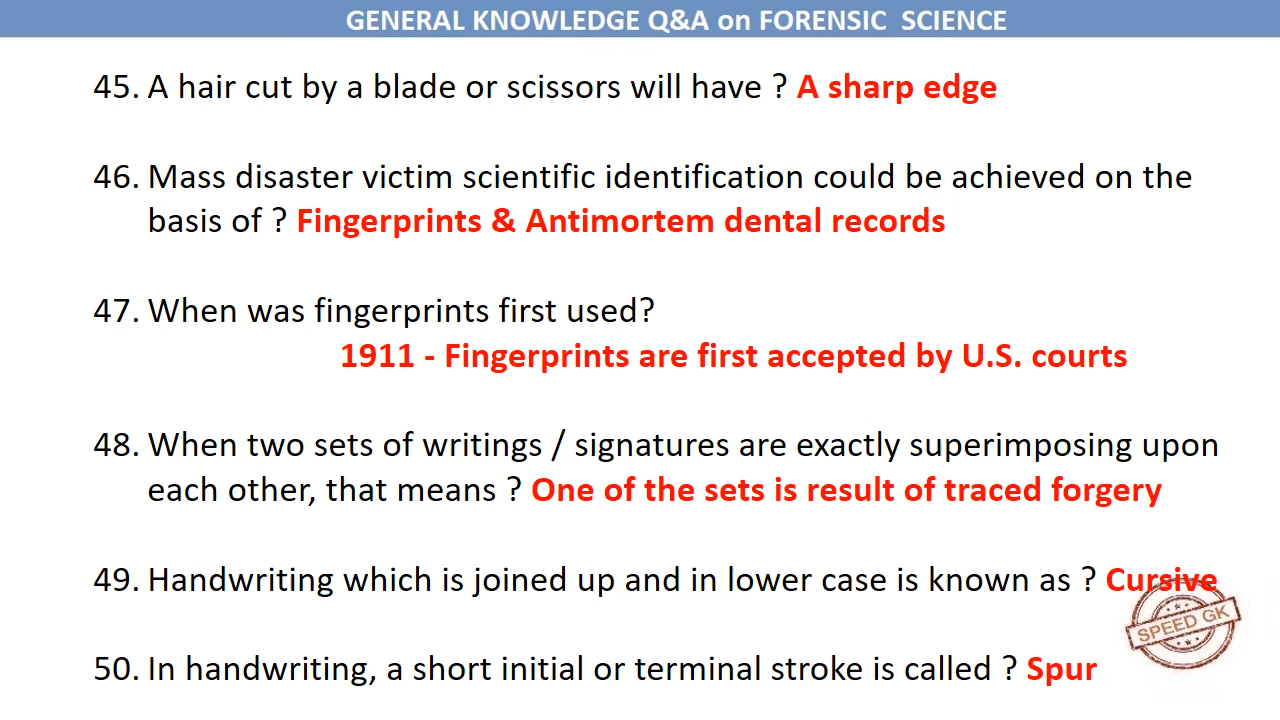 GENERAL KNOWLEDGE Q&A on FORENSIC SCIENCE
45. A hair cut by a blade or scissors will have ? A sharp edge
46. Mass disaster victim scientific identification could be achieved on the
basis of ? Fingerprints & Antimortem dental records
47. When was fingerprints first used?
1911 - Fingerprints are first accepted by U.S. courts
48. When two sets of writings / signatures are exactly superimposing upon
each other, that means ? One of the sets is result of traced forgery
49. Handwriting which is joined up and in lower case is known as ? Cursive
SPEED GK
50. In handwriting, a short initial or terminal stroke is called ? Spur